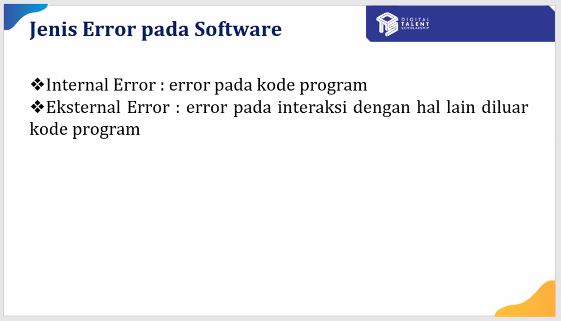 Jenis Error pada Software
DIGITAL
TALENT
SCHOLARSHIP
❖Internal Error : error pada kode program
❖Eksternal Error : error pada interaksi dengan hal lain diluar
kode program